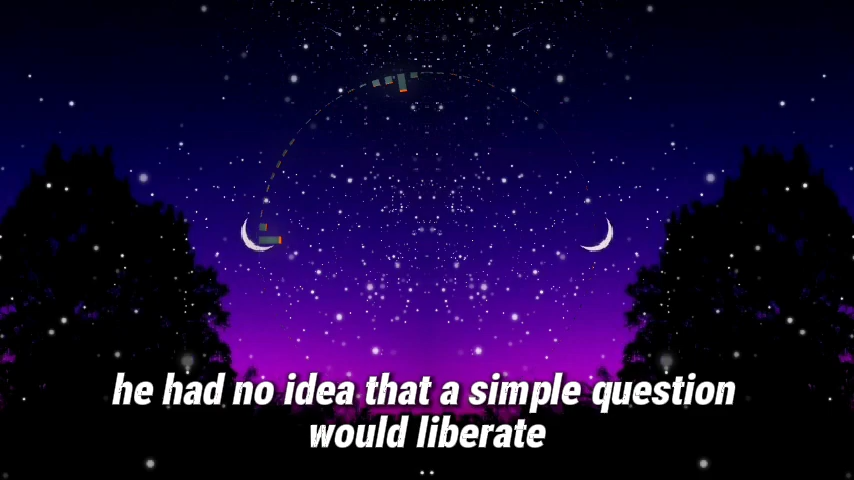 he had no idea that a simple question
would liberate